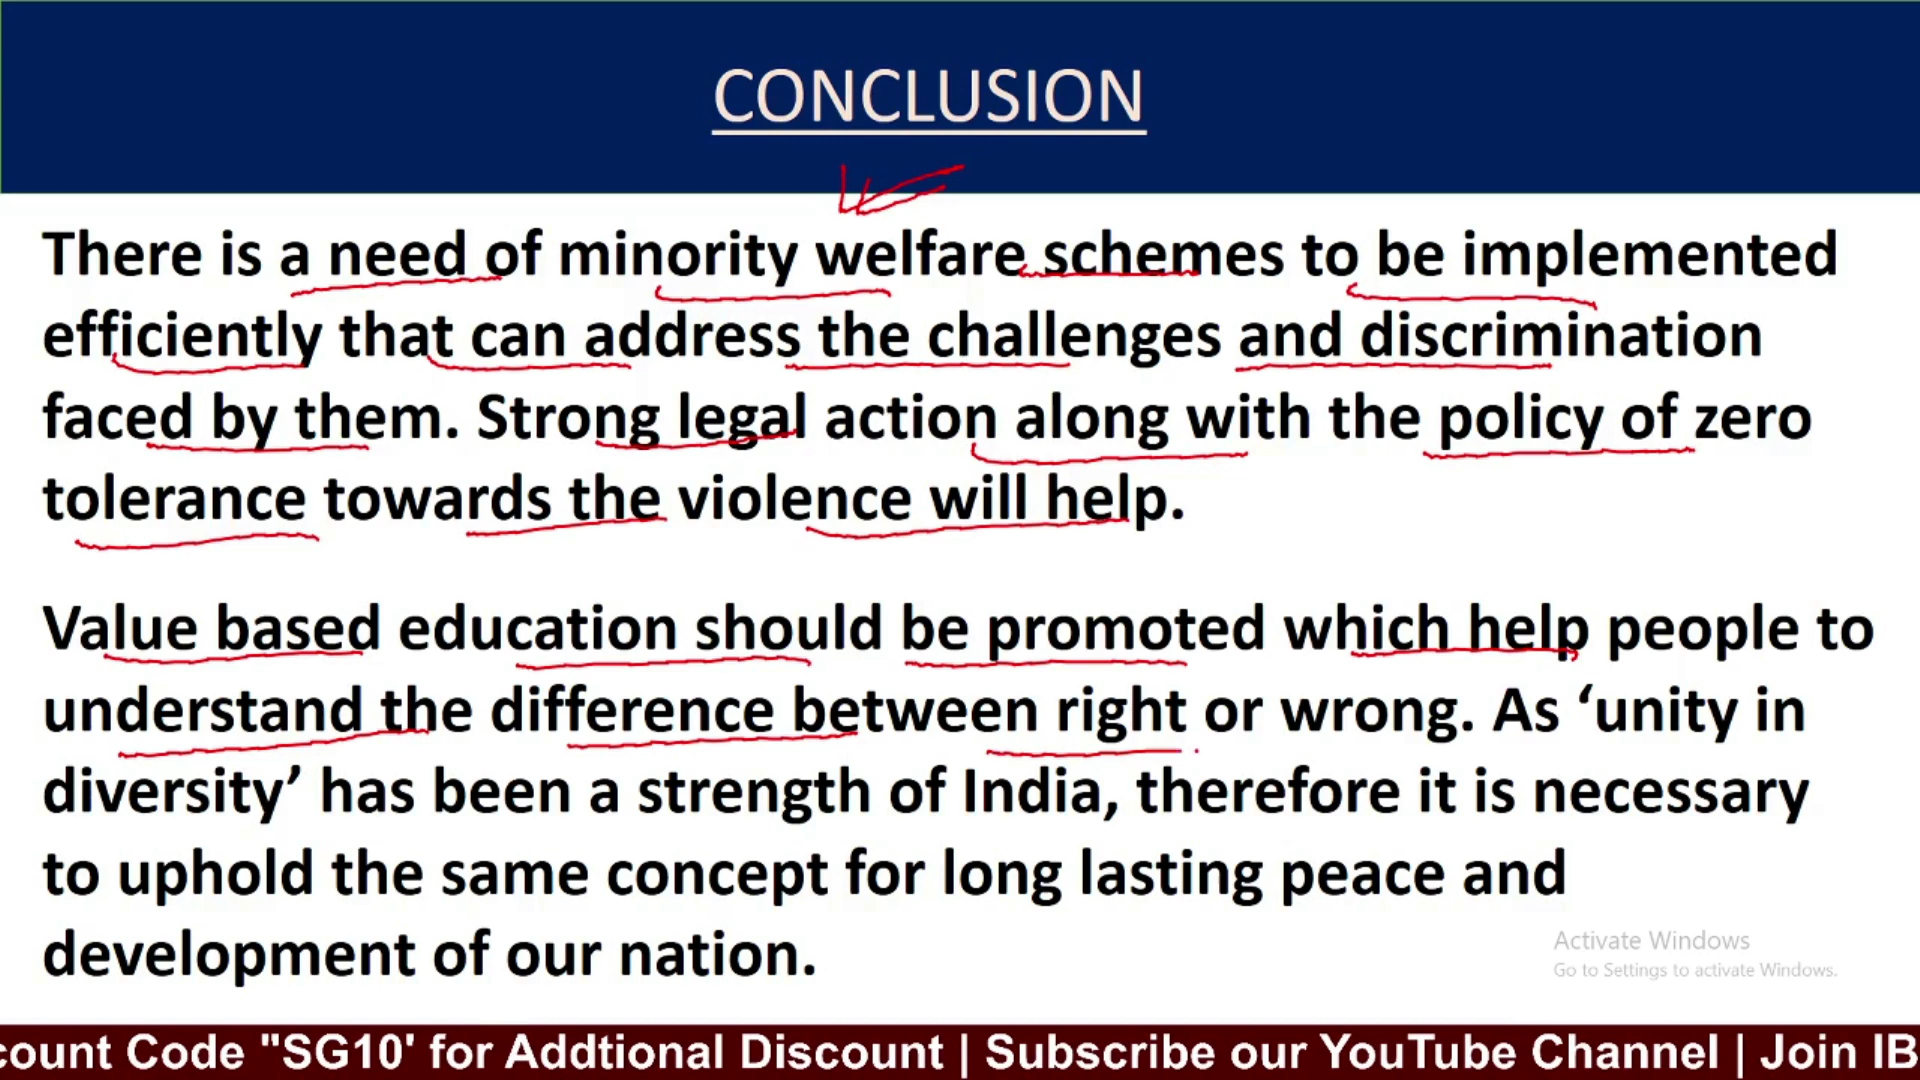 CONCLUSION
There is a need of minority welfare schemes to be implemented
efficiently that can address the challenges and discrimination
faced by them. Strong legal action along with the policy of zero
tolerance towards the violence will help.
Value based education should be promoted which help people to
understand the difference between right or wrong. As ‘unity in
diversity’ has been a strength of India, therefore it is necessary
to uphold the same concept for long lasting peace and
development of our nation.
Activate Windows
Go to Settings to activate Windows.
count Code "SG10' for Addtional Discount | Subscribe our YouTube Channel | Join IB